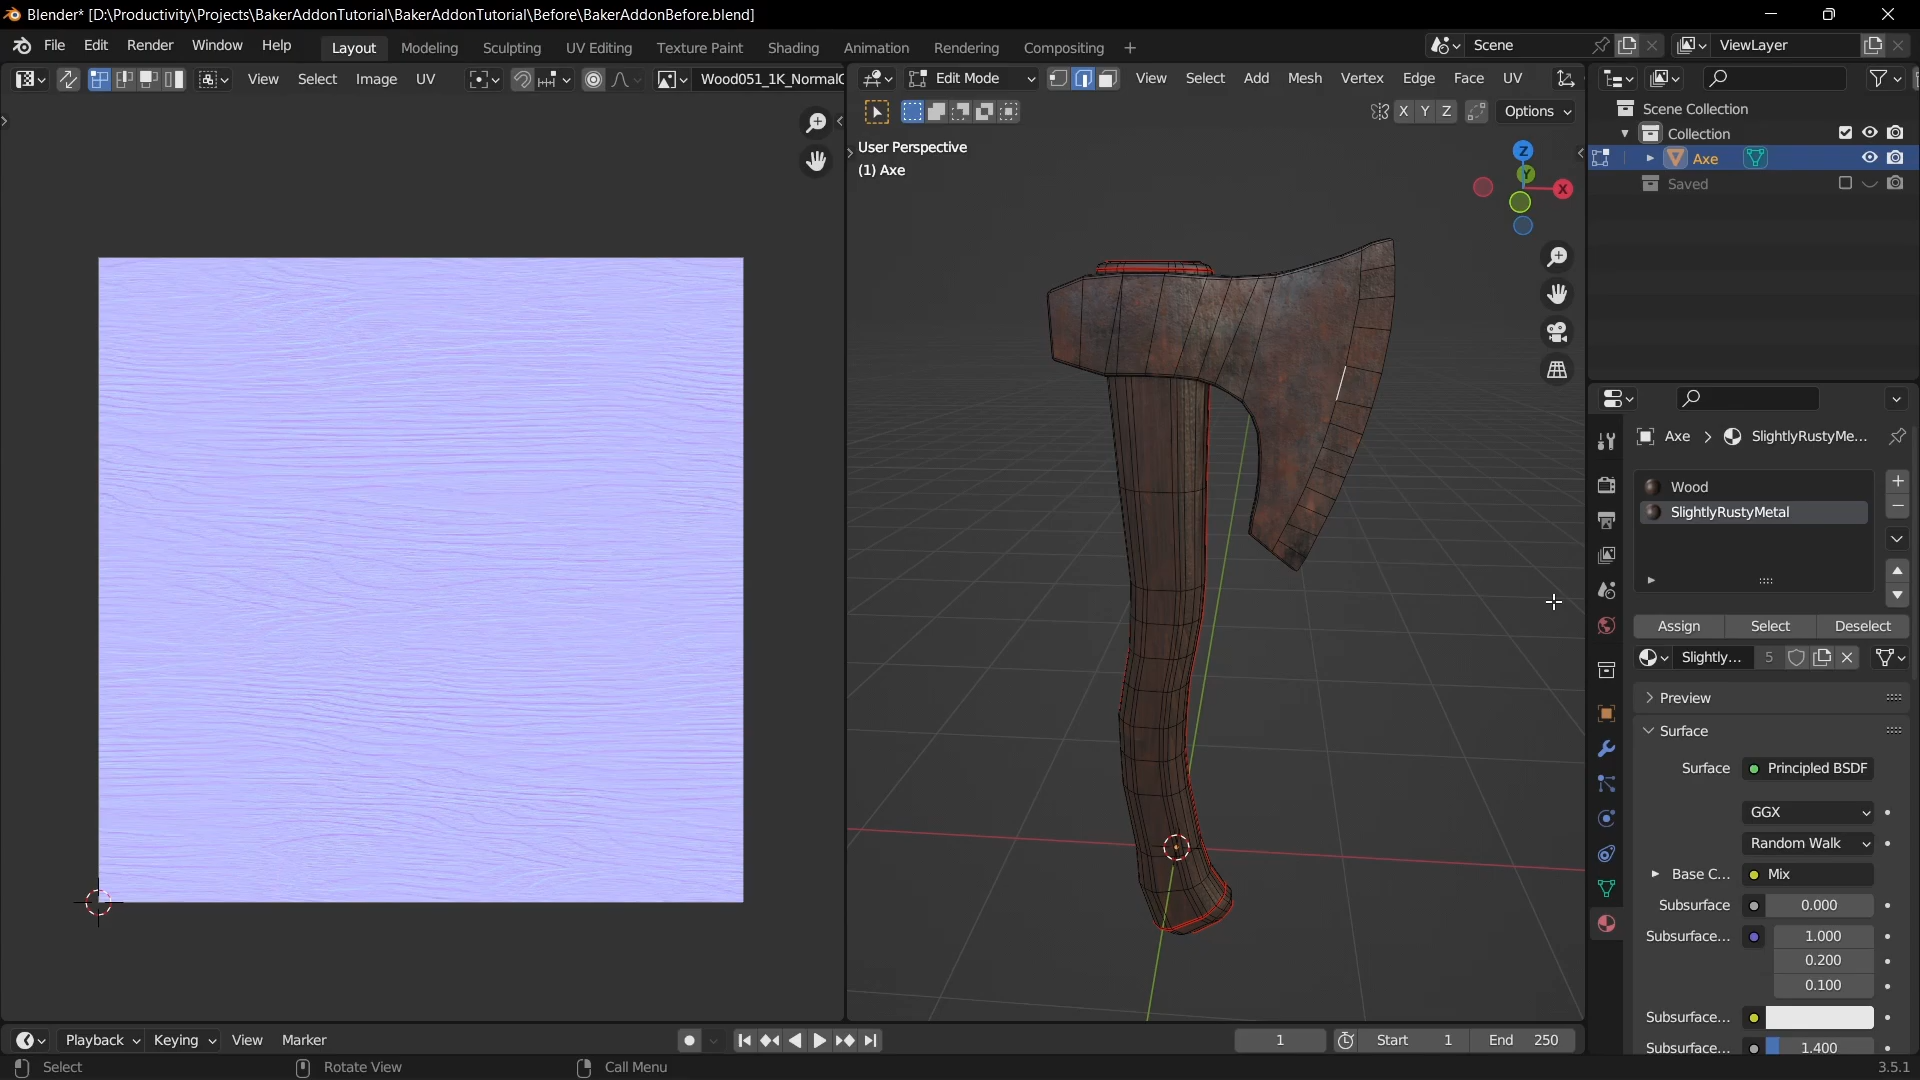 Blender* [D:\Productivity\Projects\BakerAddonTutorial\BakerAddonTutorial\Before\BakerAddonBefore.blend]
File Edit Render Window Help Layout Modeling Sculpting UV Editing Texture Paint Shading Animation Rendering Compositing + Scene ViewLayer
View Select Image UV Wood051_1K_NormalG Edit Mode View Select Add Mesh Vertex Edge Face UV
X Y Z Options
User Perspective
(1) Axe
Z
Y
X
Scene Collection
Collection
Axe
Saved
Axe > SlightlyRustyMe...
Wood
SlightlyRustyMetal
Assign Select Deselect
Slightly... 5
Preview
Surface
Surface Principled BSDF
GGX
Random Walk
Base C... Mix
Subsurface 0.000
Subsurface... 1.000
0.200
0.100
Subsurface...
Subsurface... 1.400
Playback Keying View Marker 1 Start 1 End 250
Select Rotate View Call Menu 3.5.1